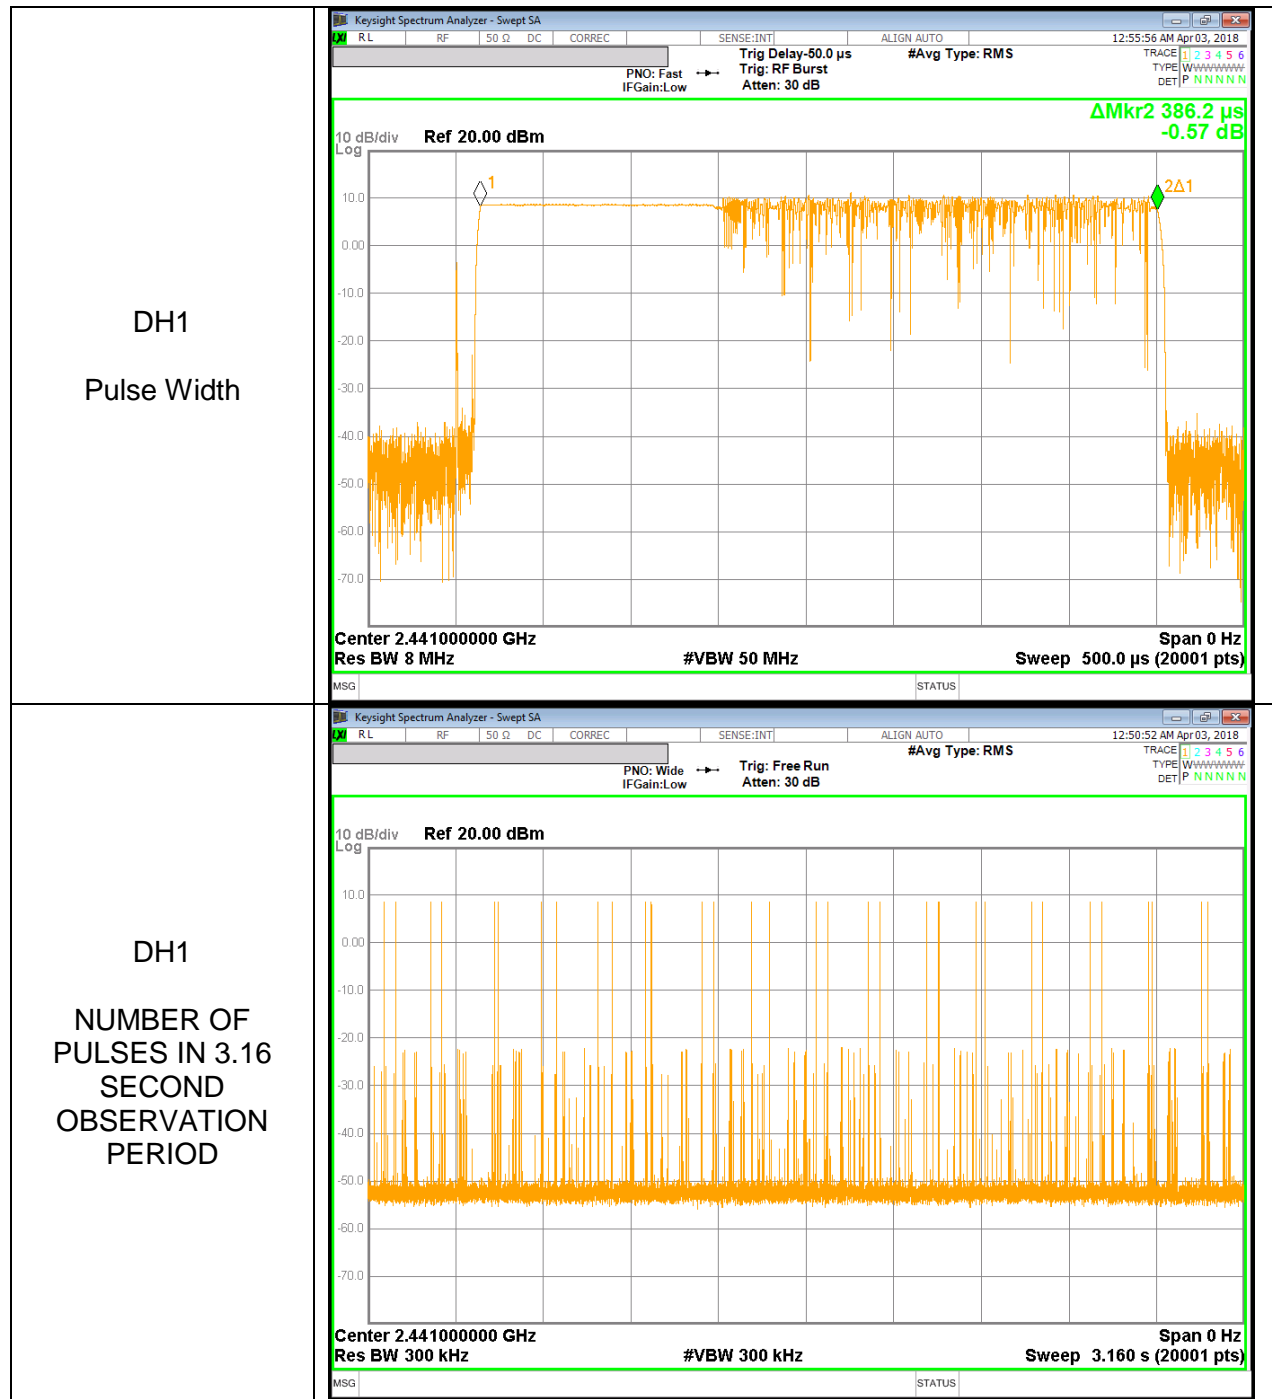 DH1
Pulse Width
Keysight Spectrum Analyzer - Swept SA
LXI RL RF 50 Ω DC CORREC SENSE:INT ALIGN AUTO 12:55:56 AM Apr 03, 2018
Trig Delay-50.0 µs #Avg Type: RMS TRACE 1 2 3 4 5 6
PNO: Fast Trig: RF Burst TYPE WWWWWW
IFGain:Low Atten: 30 dB DET P N N N N N
ΔMkr2 386.2 µs
-0.57 dB
10 dB/div Ref 20.00 dBm
Log
1
2Δ1
10.0
0.00
-10.0
-20.0
-30.0
-40.0
-50.0
-60.0
-70.0
Center 2.441000000 GHz Span 0 Hz
Res BW 8 MHz #VBW 50 MHz Sweep 500.0 µs (20001 pts)
MSG STATUS
DH1
NUMBER OF
PULSES IN 3.16
SECOND
OBSERVATION
PERIOD
Keysight Spectrum Analyzer - Swept SA
LXI RL RF 50 Ω DC CORREC SENSE:INT ALIGN AUTO 12:50:52 AM Apr 03, 2018
#Avg Type: RMS TRACE 1 2 3 4 5 6
PNO: Wide Trig: Free Run TYPE WWWWWW
IFGain:Low Atten: 30 dB DET P N N N N N
10 dB/div Ref 20.00 dBm
Log
10.0
0.00
-10.0
-20.0
-30.0
-40.0
-50.0
-60.0
-70.0
Center 2.441000000 GHz Span 0 Hz
Res BW 300 kHz #VBW 300 kHz Sweep 3.160 s (20001 pts)
MSG STATUS